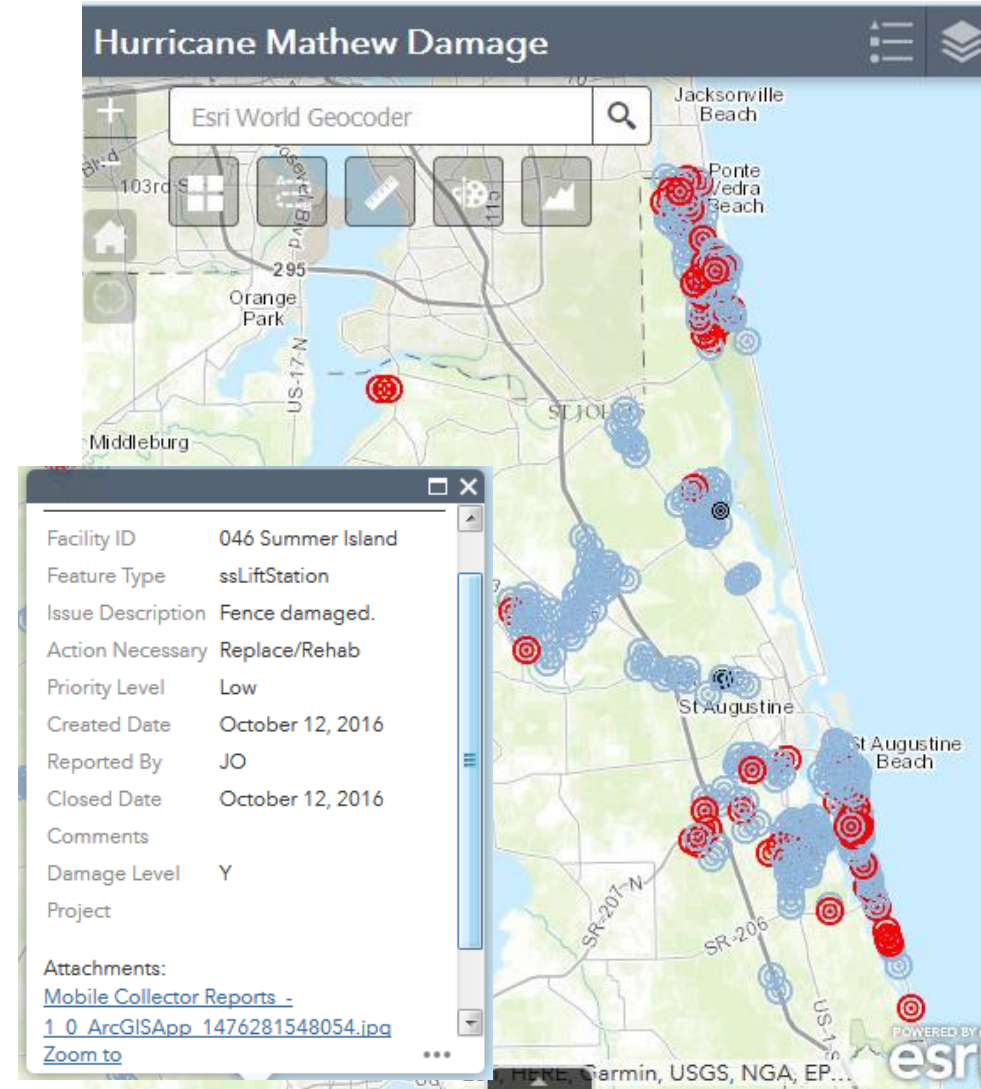 Hurricane Mathew Damage
Esri World Geocoder
Jacksonville
Beach
Ponte
Vedra
Beach
103rd S
Blvd
115
295
Orange
Park
US-17-N
Middleburg
St Augustine
St Augustine
Beach
SR-207-N
SR-206
US-1-S
Facility ID 046 Summer Island
Feature Type ssLiftStation
Issue Description Fence damaged.
Action Necessary Replace/Rehab
Priority Level Low
Created Date October 12, 2016
Reported By JO
Closed Date October 12, 2016
Comments
Damage Level Y
Project
Attachments:
Mobile Collector Reports -
1_0_ArcGISApp_1476281548054.jpg
Zoom to
POWERED BY
esri
HERE, Garmin, USGS, NGA, EP...